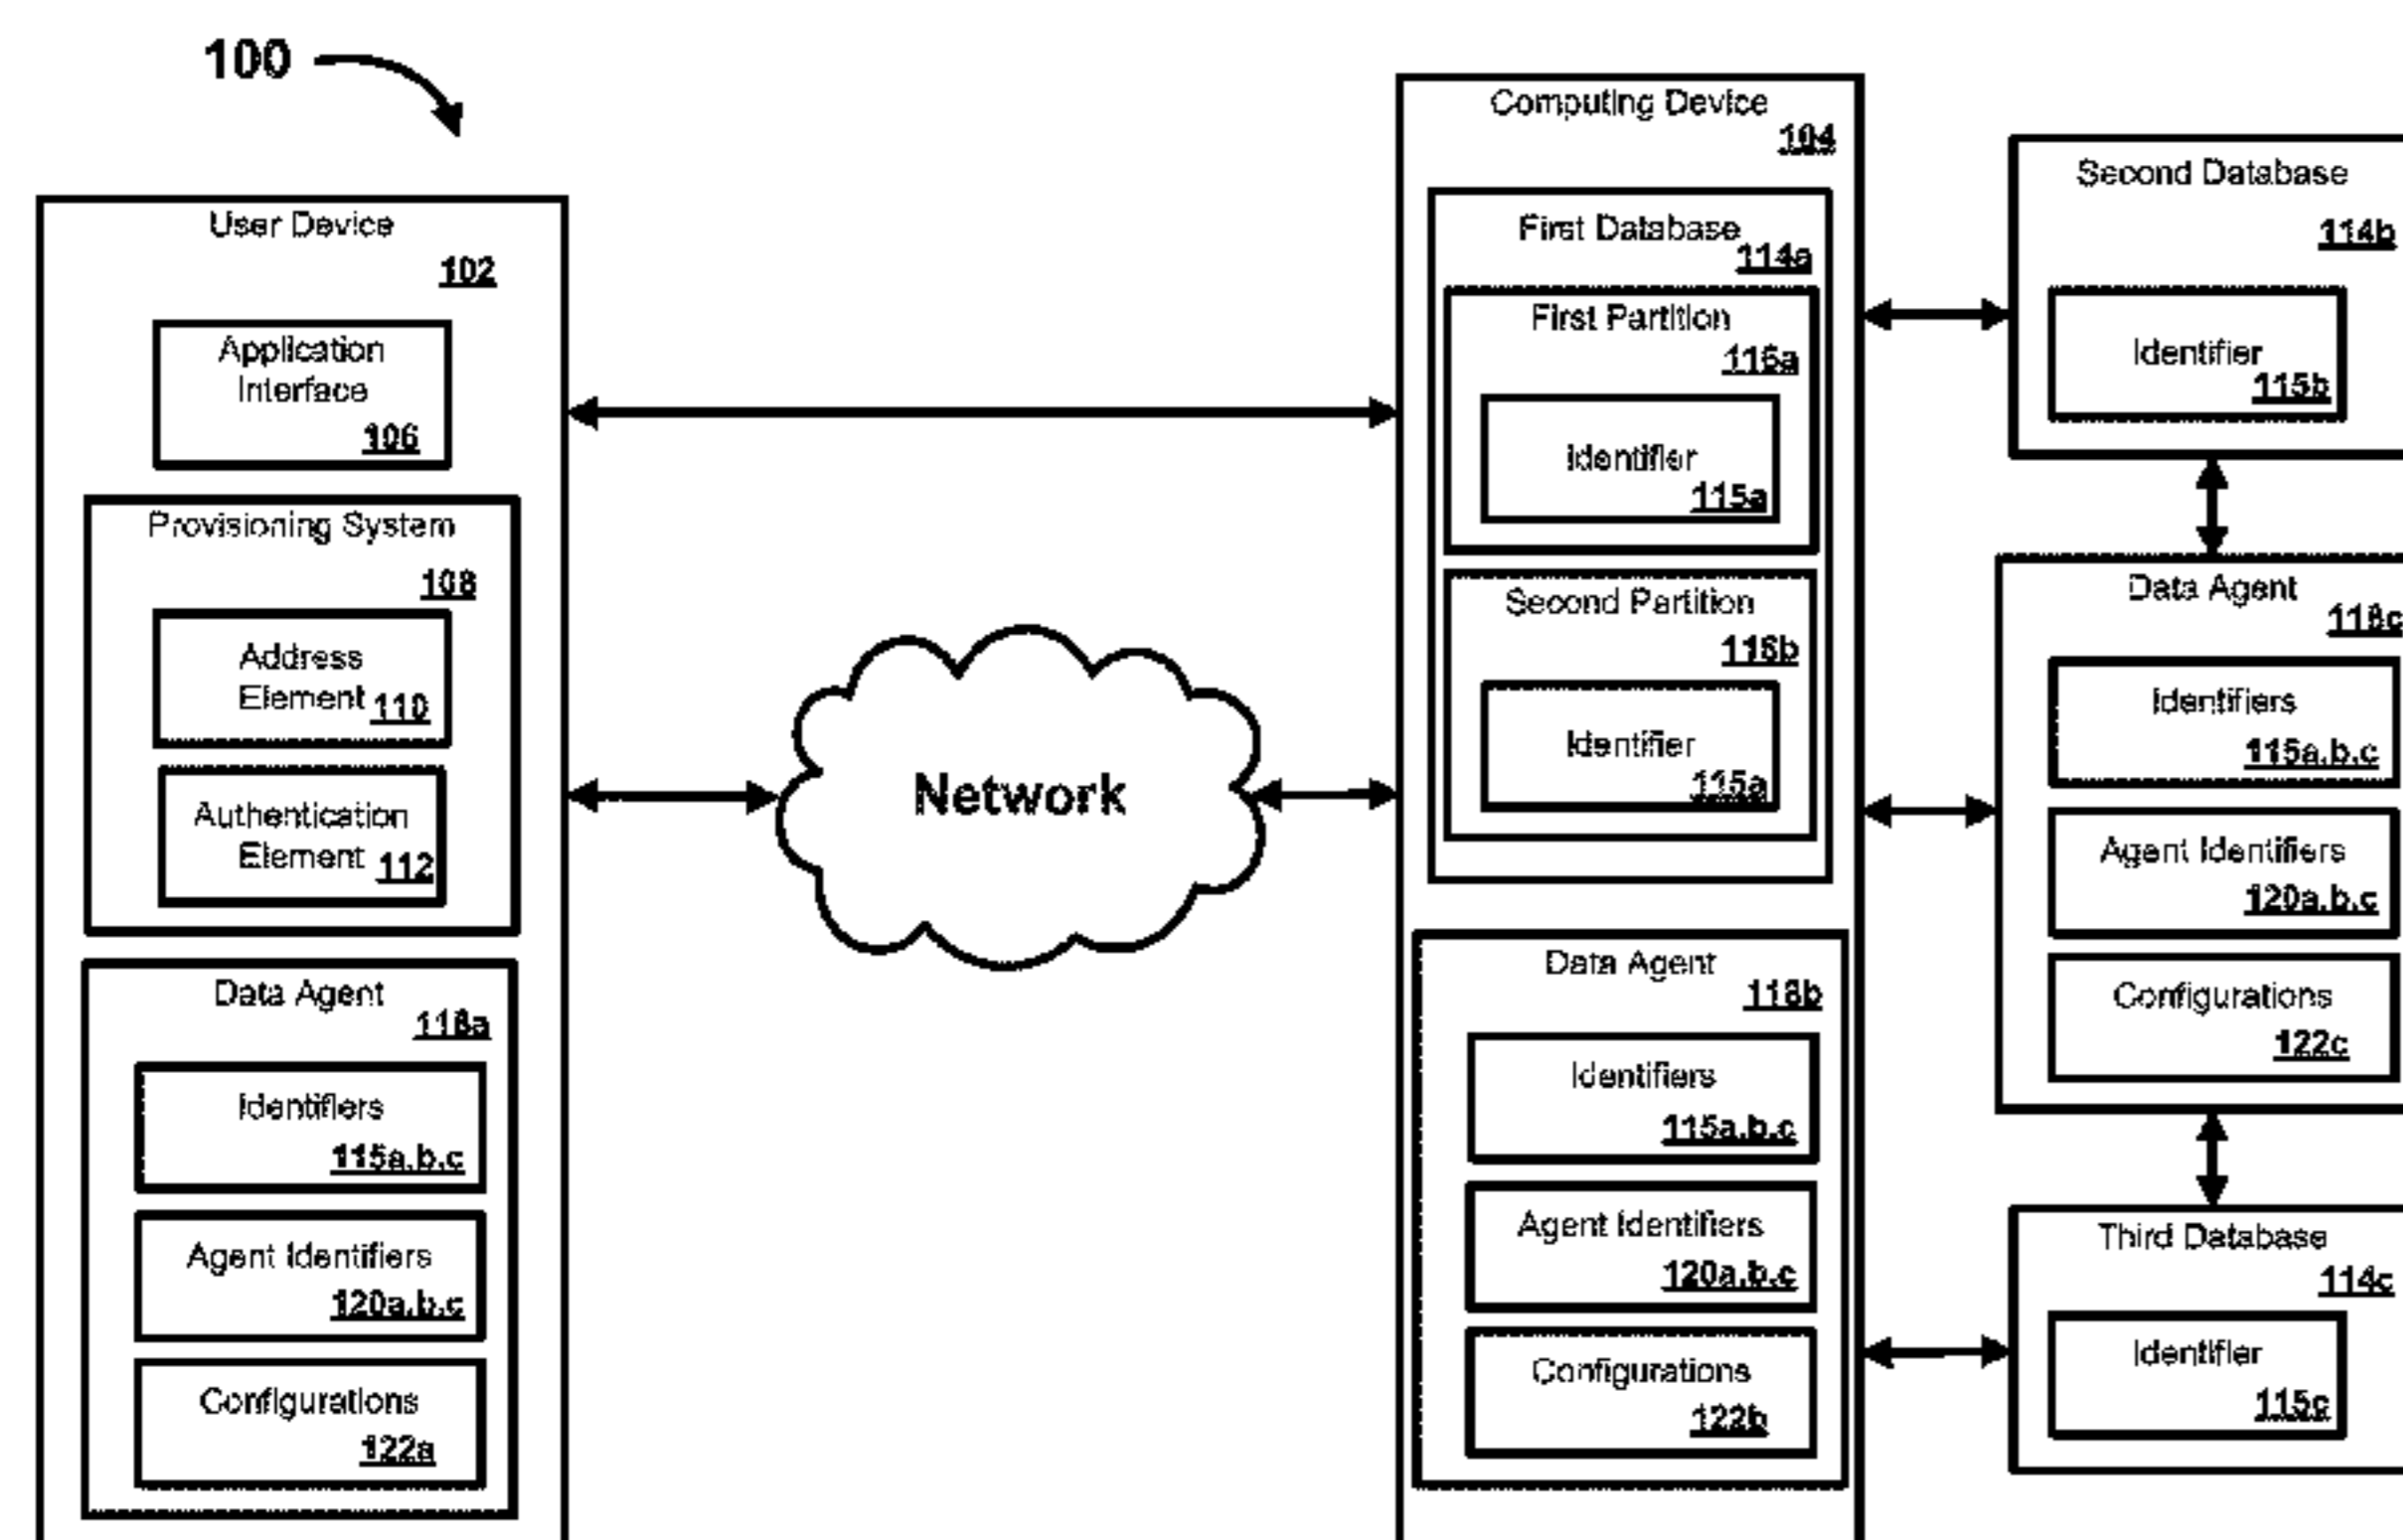 100
User Device
102
Application
Interface
106
Provisioning System
108
Address
Element 110
Authentication
Element 112
Data Agent
118a
Identifiers
115a,b,c
Agent Identifiers
120a,b,c
Configurations
122a
Network
Computing Device
104
First Database
114a
First Partition
116a
Identifier
115a
Second Partition
116b
Identifier
115a
Data Agent
118b
Identifiers
115a,b,c
Agent Identifiers
120a,b,c
Configurations
122b
Second Database
114b
Identifier
115b
Data Agent
118c
Identifiers
115a,b,c
Agent Identifiers
120a,b,c
Configurations
122c
Third Database
114c
Identifier
115c